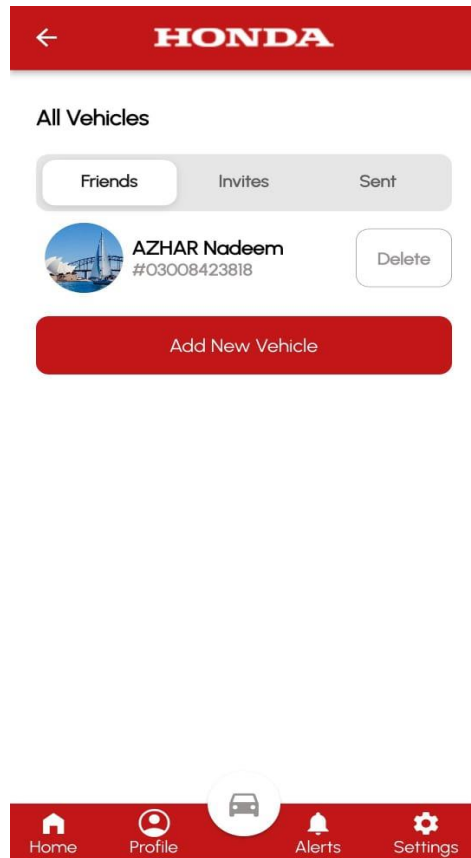 HONDA
All Vehicles
Friends Invites Sent
AZHAR Nadeem
#03008423818
Delete
Add New Vehicle
Home Profile Alerts Settings